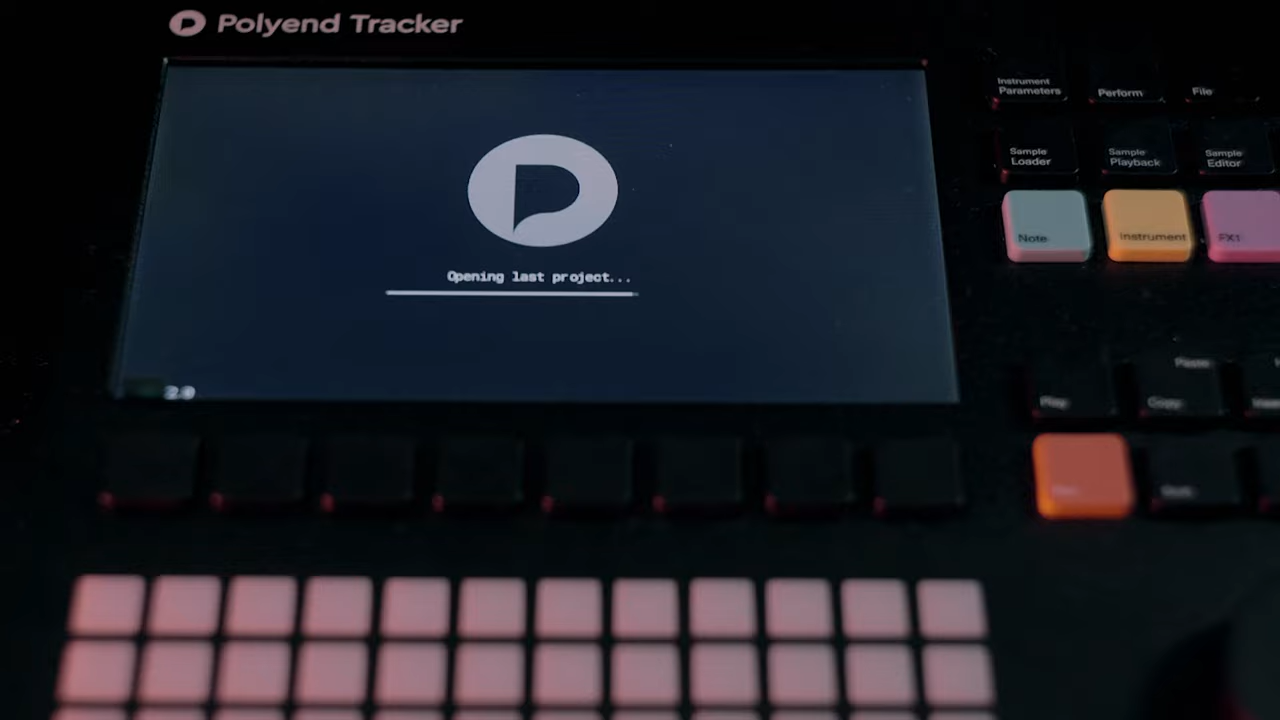 Polyend Tracker
Opening last project...
2.0
Instrument
Parameters
Perform
File
Sample
Loader
Sample
Playback
Sample
Editor
Note
Instrument
FX1
Play
Paste
Copy